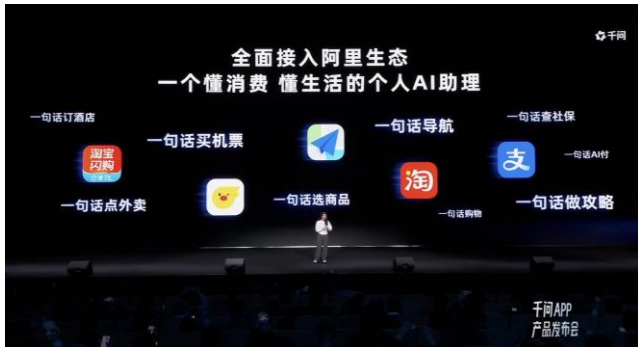 千问
全面接入阿里生态
一个懂消费 懂生活的个人AI助理
一句话订酒店
一句话买机票
一句话导航
一句话查社保
淘宝
闪购
淘
支
一句话AI付
一句话点外卖
一句话选商品
一句话购物
一句话做攻略
千问APP
产品发布会